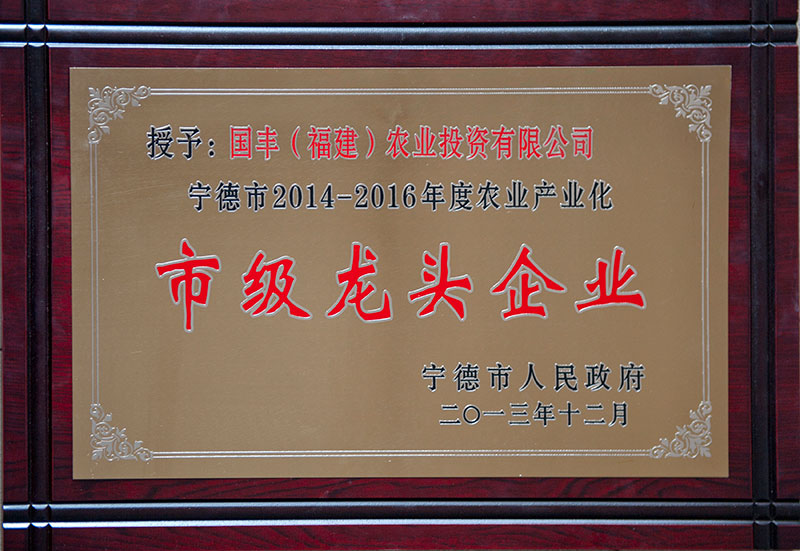 授予：国丰（福建）农业投资有限公司
宁德市2014-2016年度农业产业化
市级龙头企业
宁德市人民政府
二〇一三年十二月